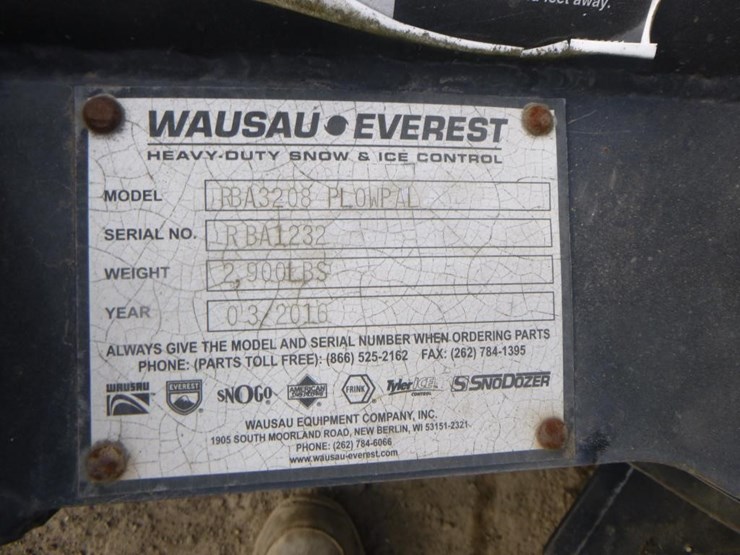 feet away.
WAUSAU EVEREST
HEAVY-DUTY SNOW & ICE CONTROL
MODEL RBA3208 PLOWPAL
SERIAL NO. RBA1232
WEIGHT 2,900LBS
YEAR 03/2016
ALWAYS GIVE THE MODEL AND SERIAL NUMBER WHEN ORDERING PARTS
PHONE: (PARTS TOLL FREE): (866) 525-2162 FAX: (262) 784-1395
WAUSAU EVEREST SNOGO AMERICAN FRINK Tyler ICE CONTROL SNODOZER
WAUSAU EQUIPMENT COMPANY, INC.
1905 SOUTH MOORLAND ROAD, NEW BERLIN, WI 53151-2321
PHONE: (262) 784-6066
www.wausau-everest.com